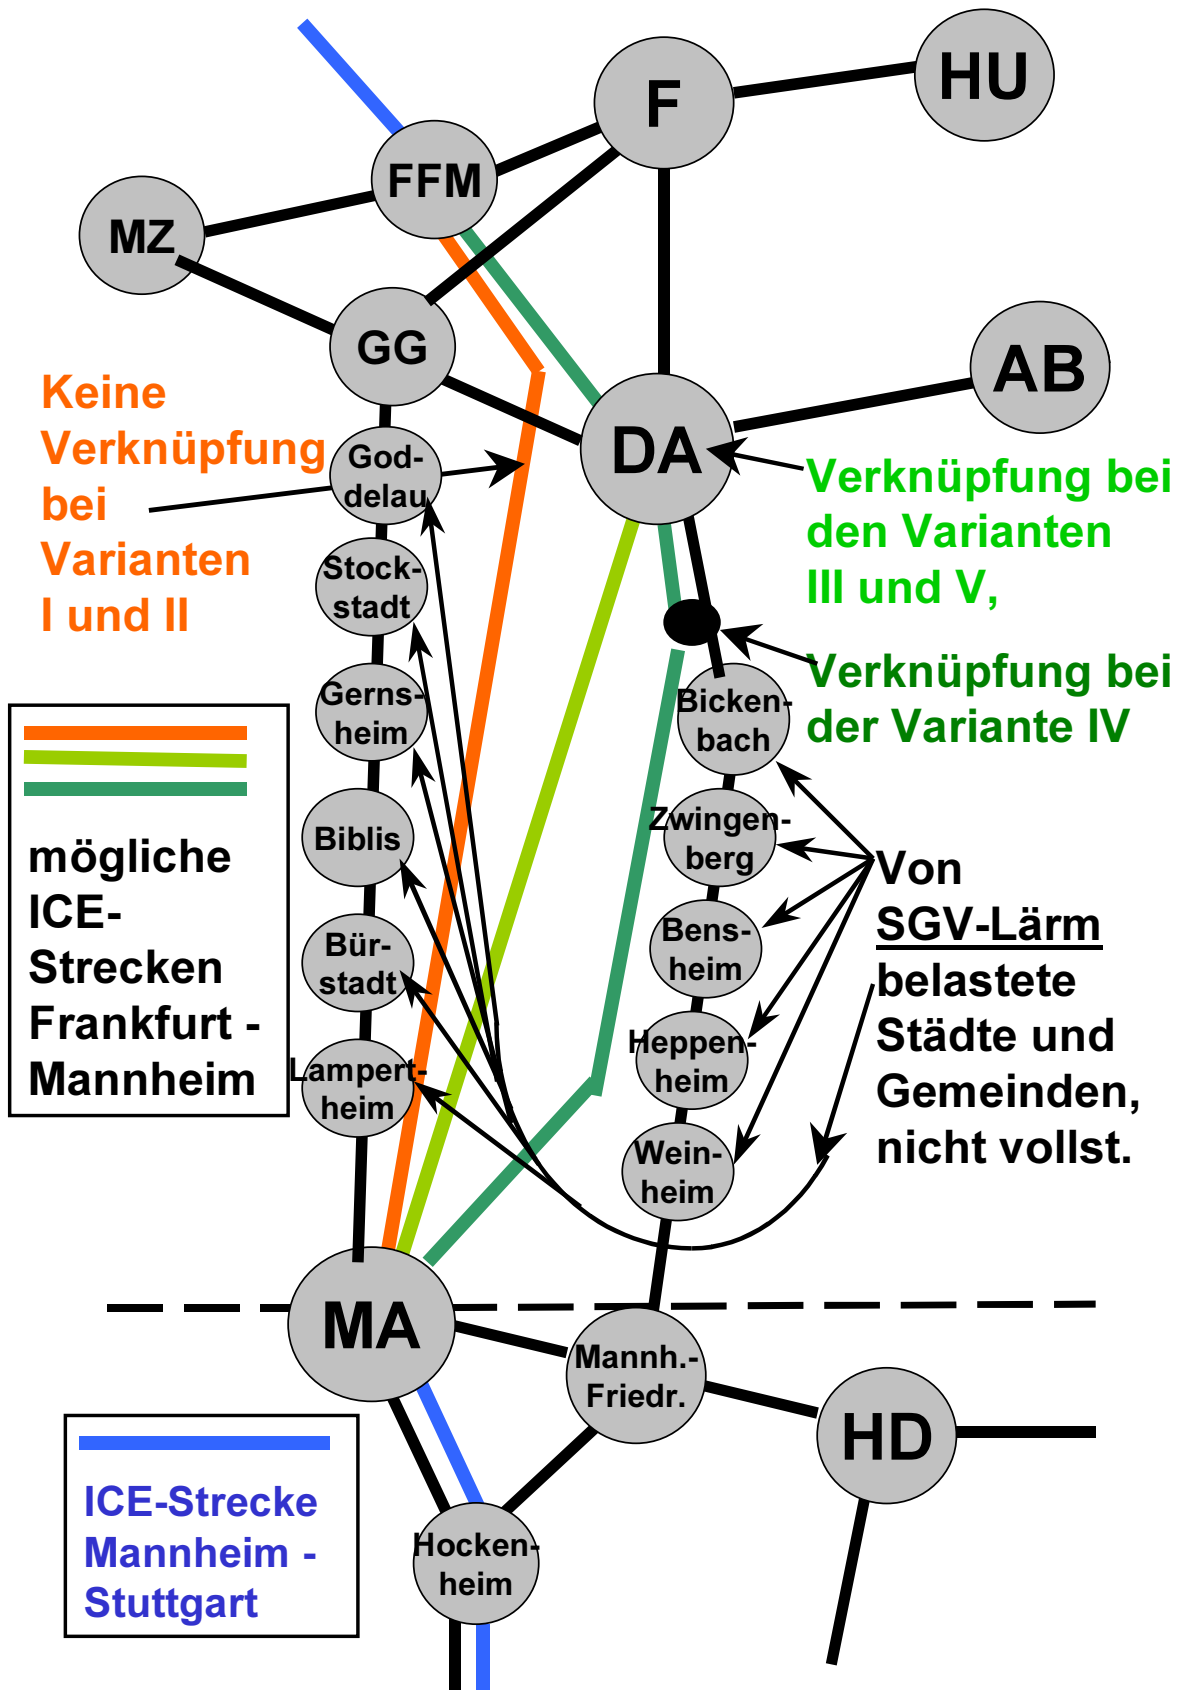 HU
F
FFM
MZ
GG
AB
Keine
Verknüpfung
bei
Varianten
I und II
God-
delau
DA
Verknüpfung bei
den Varianten
III und V,
Stock-
stadt
Verknüpfung bei
der Variante IV
Gerns-
heim
Bicken-
bach
mögliche
ICE-
Strecken
Frankfurt -
Mannheim
Biblis
Zwingen-
berg
Von
SGV-Lärm
belastete
Städte und
Gemeinden,
nicht vollst.
Bür-
stadt
Bens-
heim
Lampert-
heim
Heppen-
heim
Wein-
heim
MA
Mannh.-
Friedr.
HD
ICE-Strecke
Mannheim -
Stuttgart
Hocken-
heim